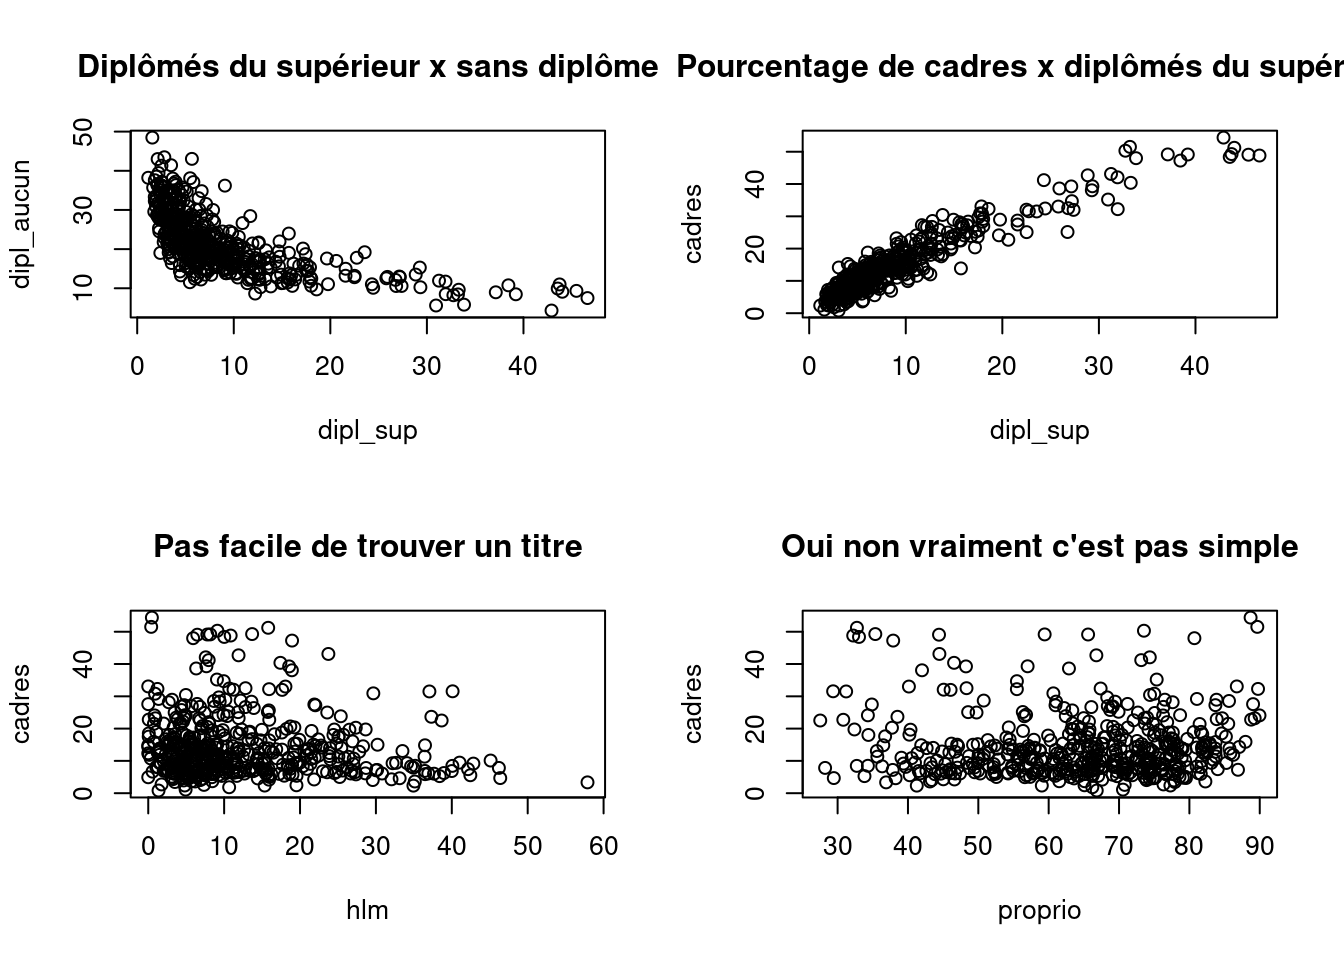 Diplômés du supérieur x sans diplôme
50
30
10
dipl_aucun
0 10 20 30 40
dipl_sup
Pourcentage de cadres x diplômés du supér
40
20
0
cadres
0 10 20 30 40
dipl_sup
Pas facile de trouver un titre
40
20
0
cadres
0 10 20 30 40 50 60
hlm
Oui non vraiment c'est pas simple
40
20
0
cadres
30 40 50 60 70 80 90
proprio